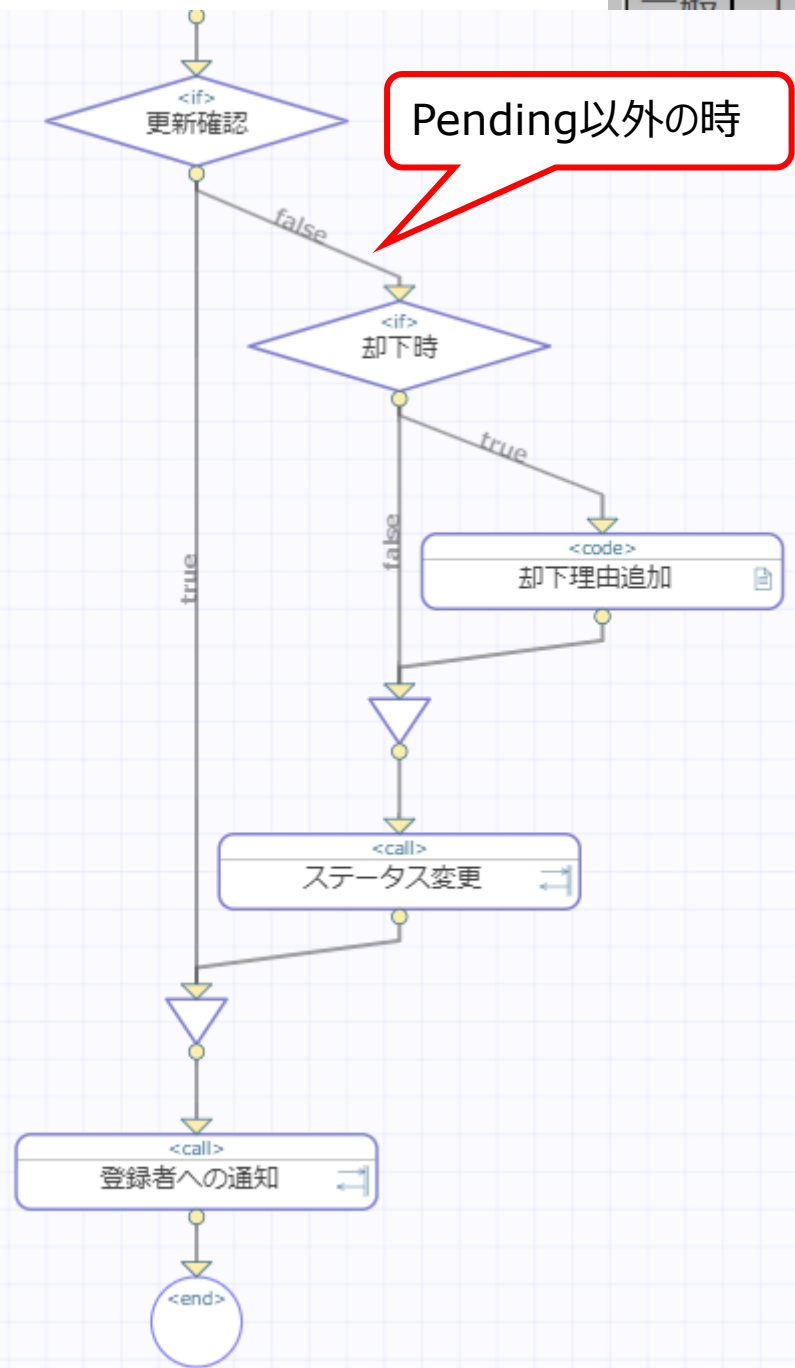 <if>
更新確認
Pending以外の時
false
<if>
却下時
true
false
true
<code>
却下理由追加
<call>
ステータス変更
<call>
登録者への通知
<end>